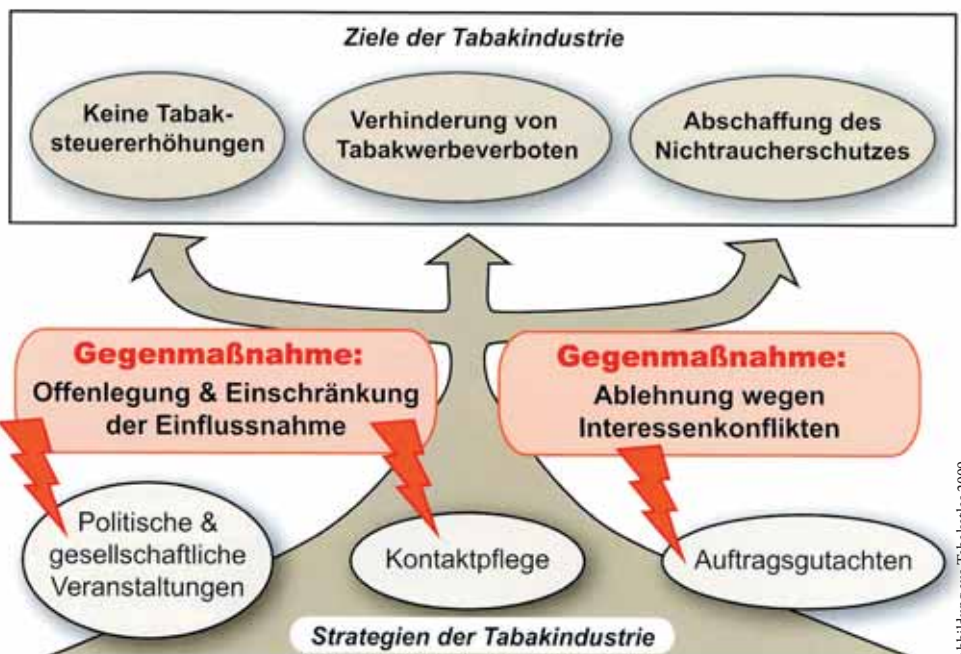 Ziele der Tabakindustrie
Keine Tabak-
steuererhöhungen
Verhinderung von
Tabakwerbeverboten
Abschaffung des
Nichtraucherschutzes
Gegenmaßnahme:
Offenlegung & Einschränkung
der Einflussnahme
Gegenmaßnahme:
Ablehnung wegen
Interessenkonflikten
Politische &
gesellschaftliche
Veranstaltungen
Kontaktpflege
Auftragsgutachten
Strategien der Tabakindustrie
2009